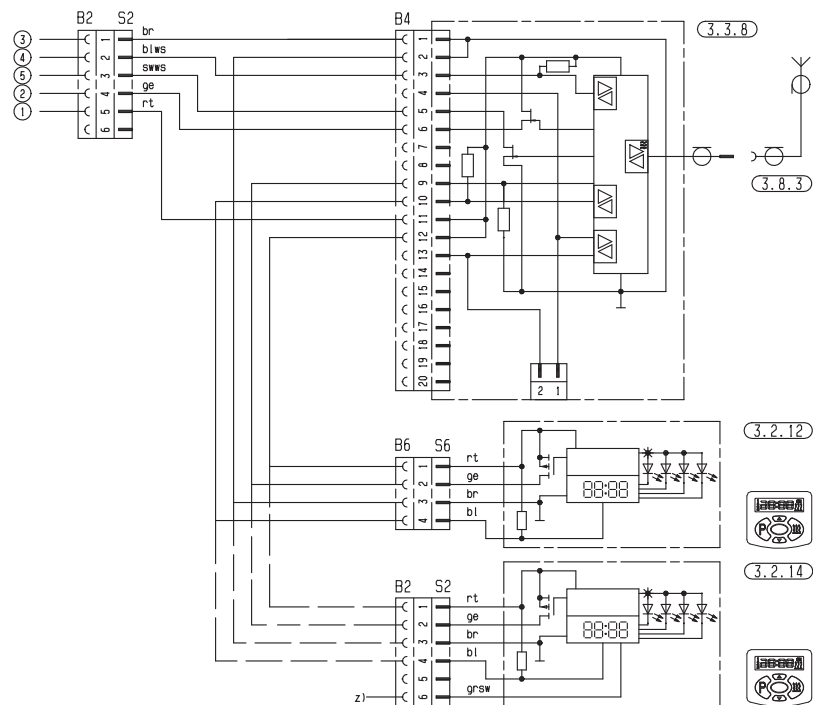 B2 S2
3 1 br
4 2 blws
5 3 swws
2 4 ge
1 5 rt
6
B4
1
2
3
4
5
6
7
8
9
10
11
12
13
14
15
16
17
18
19
20
3.3.8
3.8.3
2 1
B6 S6
1 rt
2 ge
3 br
4 bl
88:88
3.2.12
88:88
P
B2 S2
1 rt
2 ge
3 br
4 bl
5
z) 6 grsw
88:88
3.2.14
88:88
P